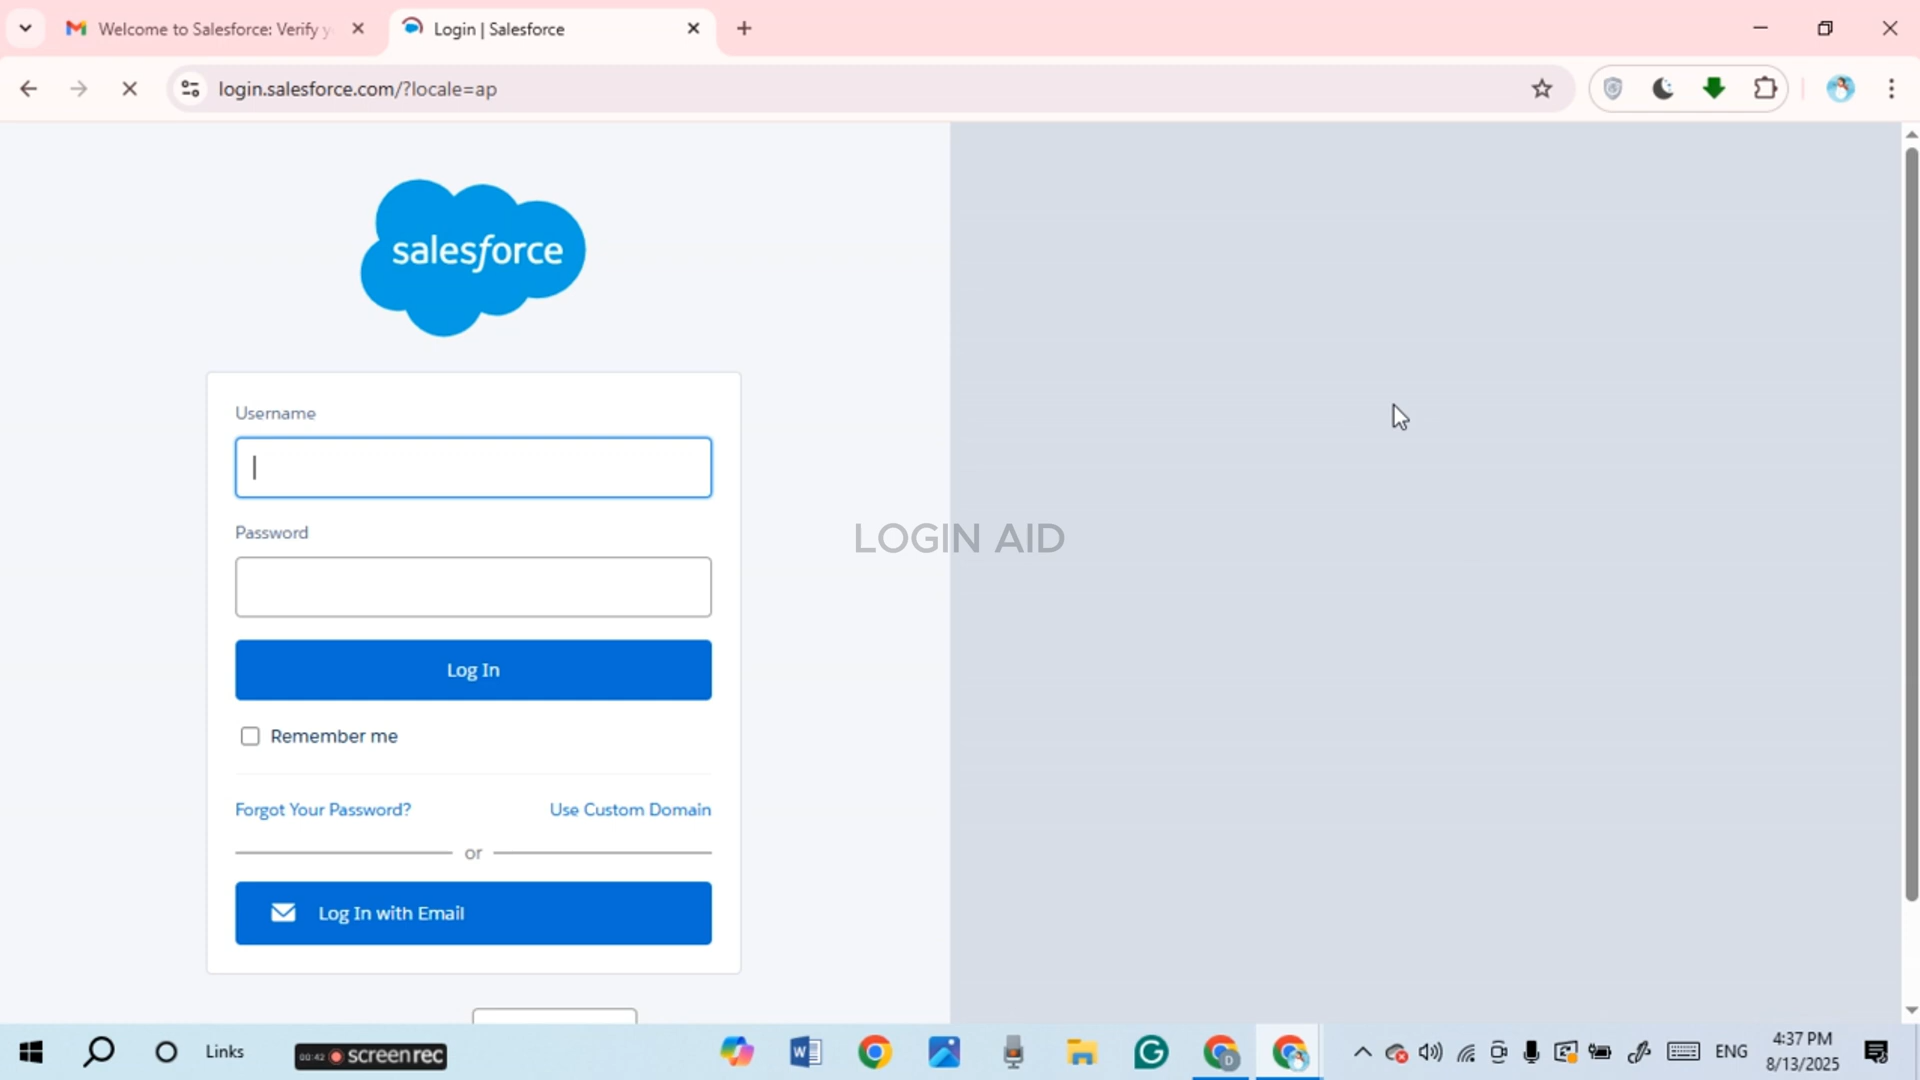 Welcome to Salesforce: Verify y
Login | Salesforce
login.salesforce.com/?locale=ap
salesforce
Username
Password
LOGIN AID
Log In
Remember me
Forgot Your Password?
Use Custom Domain
or
Log In with Email
Links
00:42
screenrec
D
ENG
4:37 PM
8/13/2025